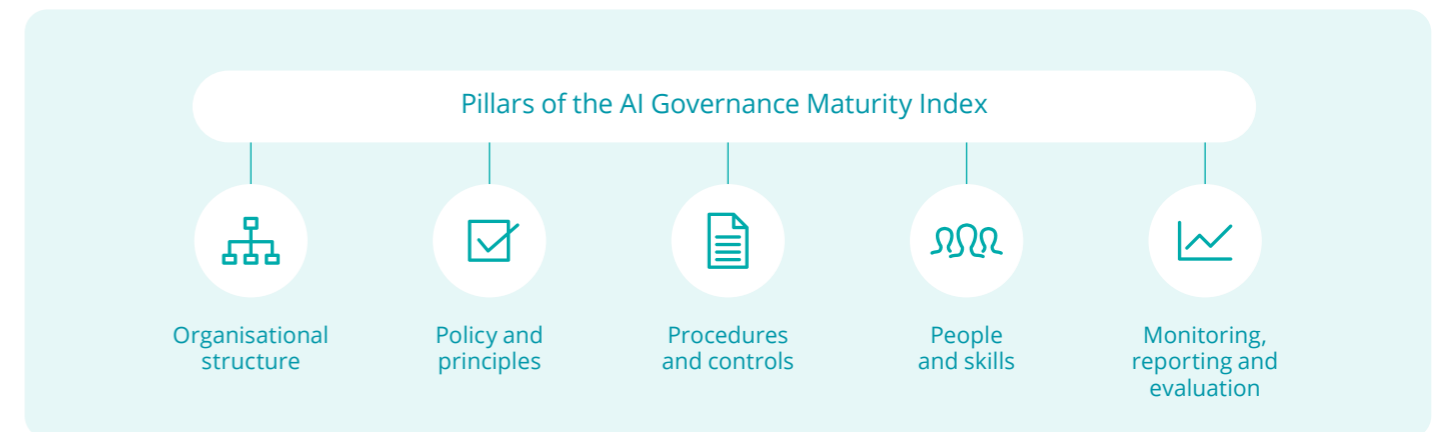 Pillars of the AI Governance Maturity Index
Organisational
structure
Policy and
principles
Procedures
and controls
People
and skills
Monitoring,
reporting and
evaluation